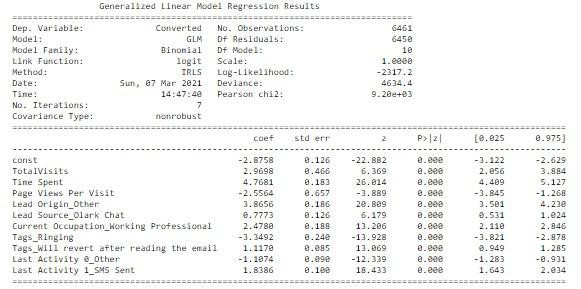 Generalized Linear Model Regression Results
Dep. Variable: Converted No. Observations: 6461
Model: GLM Df Residuals: 6450
Model Family: Binomial Df Model: 10
Link Function: logit Scale: 1.0000
Method: IRLS Log-Likelihood: -2317.2
Date: Sun, 07 Mar 2021 Deviance: 4634.4
Time: 14:47:40 Pearson chi2: 9.20e+03
No. Iterations: 7
Covariance Type: nonrobust
coef std err z P>|z| [0.025 0.975]
const -2.8758 0.126 -22.882 0.000 -3.122 -2.629
TotalVisits 2.9698 0.466 6.369 0.000 2.056 3.884
Time Spent 4.7681 0.183 26.014 0.000 4.409 5.127
Page Views Per Visit -2.5564 0.657 -3.889 0.000 -3.845 -1.268
Lead Origin_Other 3.8656 0.186 20.809 0.000 3.501 4.230
Lead Source_Olark Chat 0.7773 0.126 6.179 0.000 0.531 1.024
Current Occupation_Working Professional 2.4780 0.188 13.206 0.000 2.110 2.846
Tags_Ringing -3.3492 0.240 -13.928 0.000 -3.821 -2.878
Tags_Will revert after reading the email 1.1170 0.085 13.069 0.000 0.949 1.285
Last Activity 0_Other -1.1074 0.090 -12.339 0.000 -1.283 -0.931
Last Activity 1_SMS Sent 1.8386 0.100 18.433 0.000 1.643 2.034